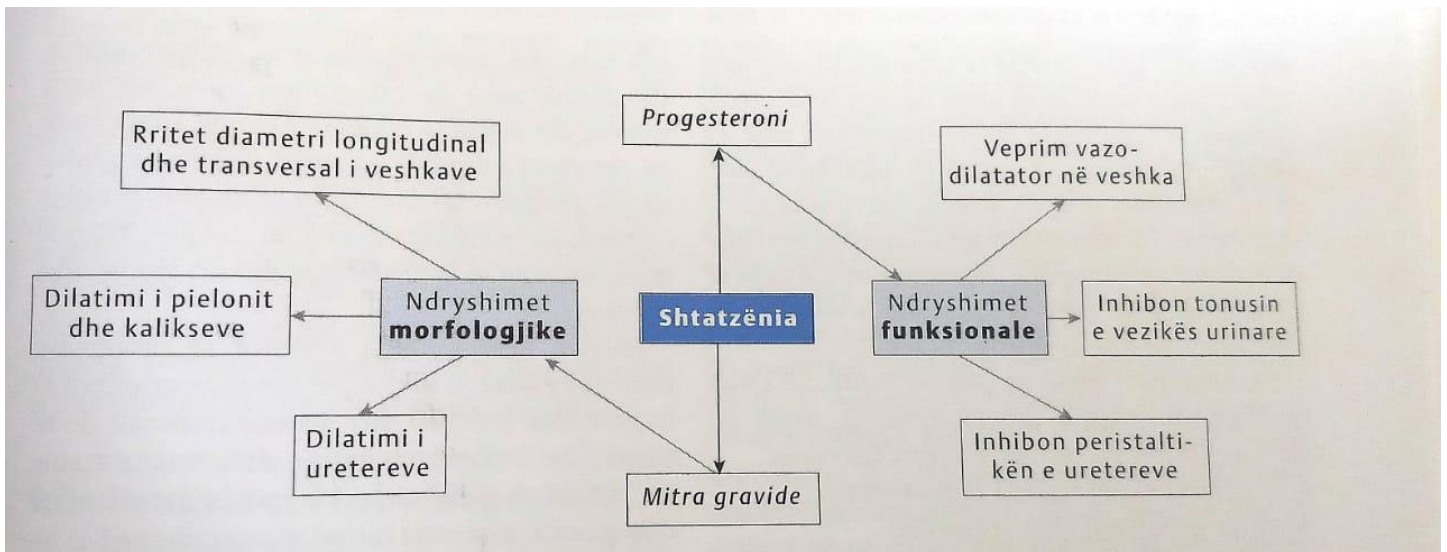 Progesteroni
Rritet diametri longitudinal
dhe transversal i veshkave
Veprim vazo-
dilatator në veshka
Dilatimi i pielonit
dhe kalikseve
Ndryshimet
morfologjike
Shtatzënia
Ndryshimet
funksionale
Inhibon tonusin
e vezikës urinare
Dilatimi i
uretereve
Mitra gravide
Inhibon peristalti-
kën e uretereve